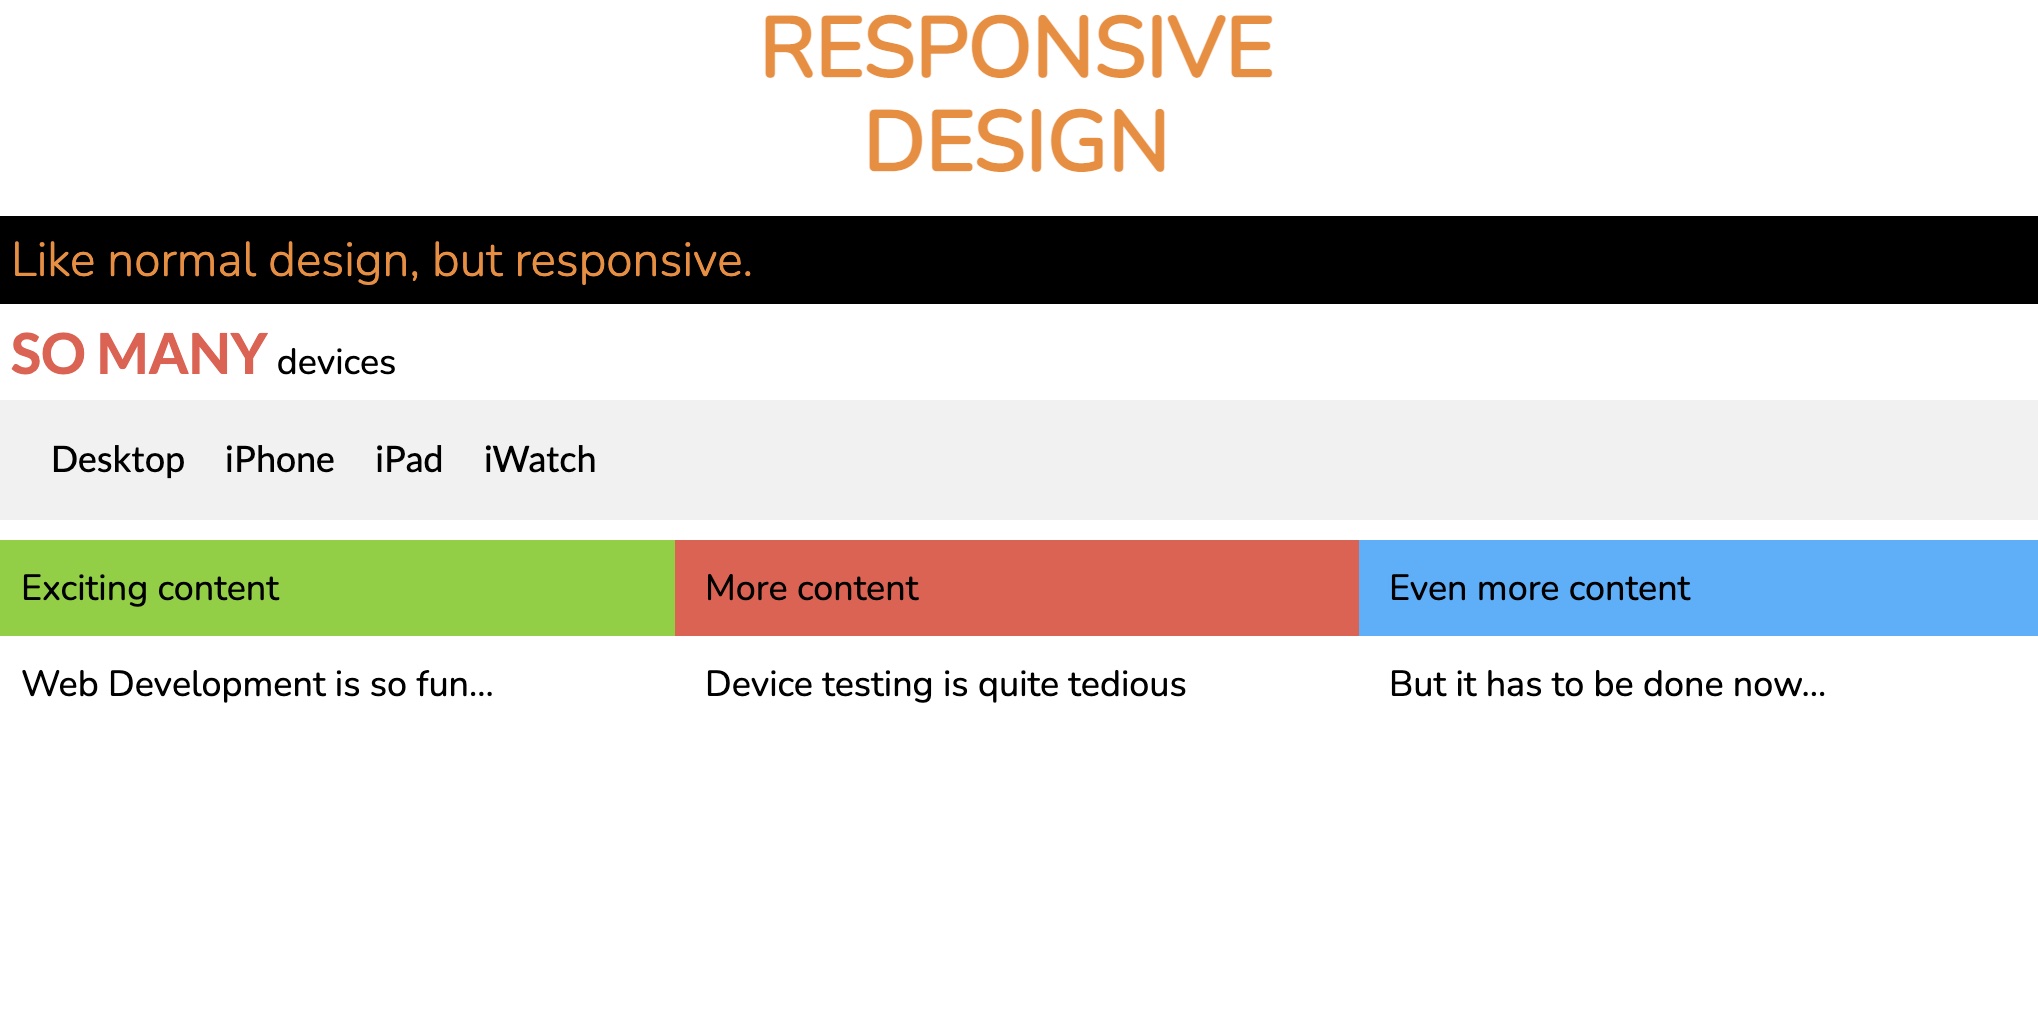 RESPONSIVE
DESIGN
Like normal design, but responsive.
SO MANY devices
Desktop iPhone iPad iWatch
Exciting content
Web Development is so fun...
More content
Device testing is quite tedious
Even more content
But it has to be done now...